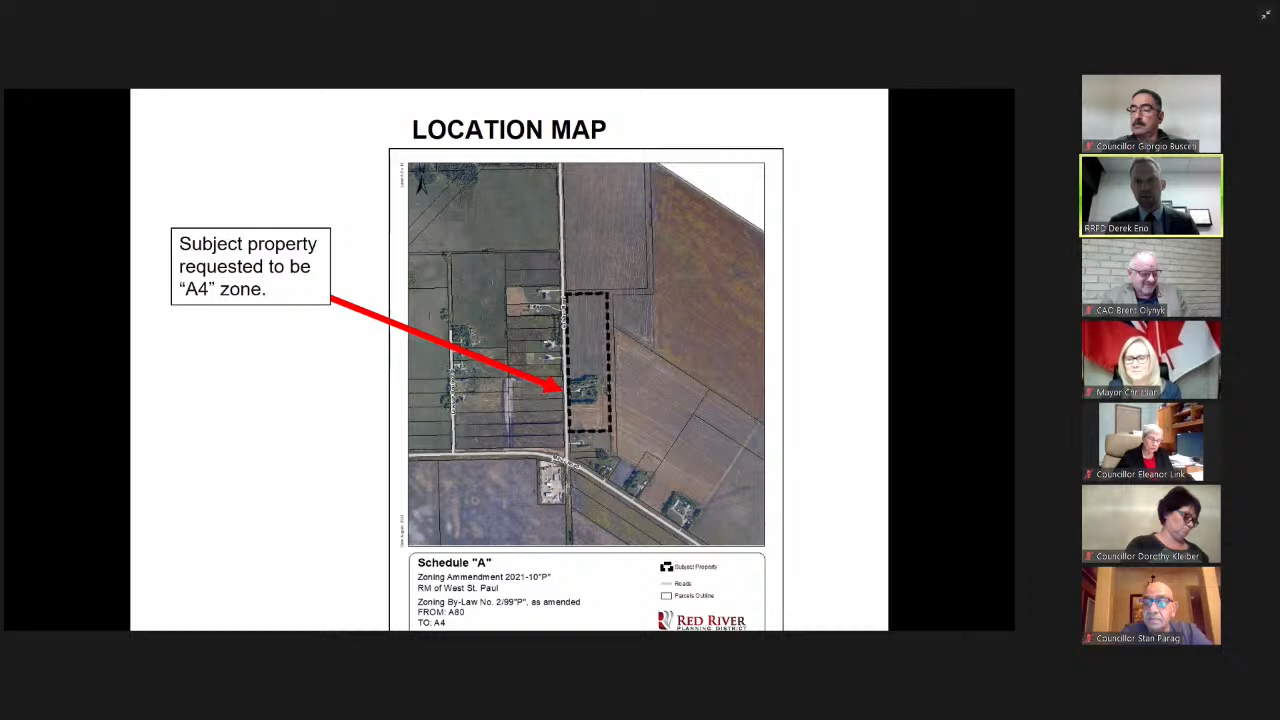 LOCATION MAP
Subject property
requested to be
“A4” zone.
Schedule "A"
Zoning Ammendment 2021-10"P"
RM of West St. Paul
Zoning By-Law No. 2/99"P", as amended
FROM: A80
TO: A4
Subject Property
Roads
Parcels Outline
RED RIVER
PLANNING DISTRICT
Councillor Giorgio Busceti
RRPD Derek Eno
CAO Brent Olynyk
Mayor Christian
Councillor Eleanor Link
Councillor Dorothy Kleiber
Councillor Stan Parag